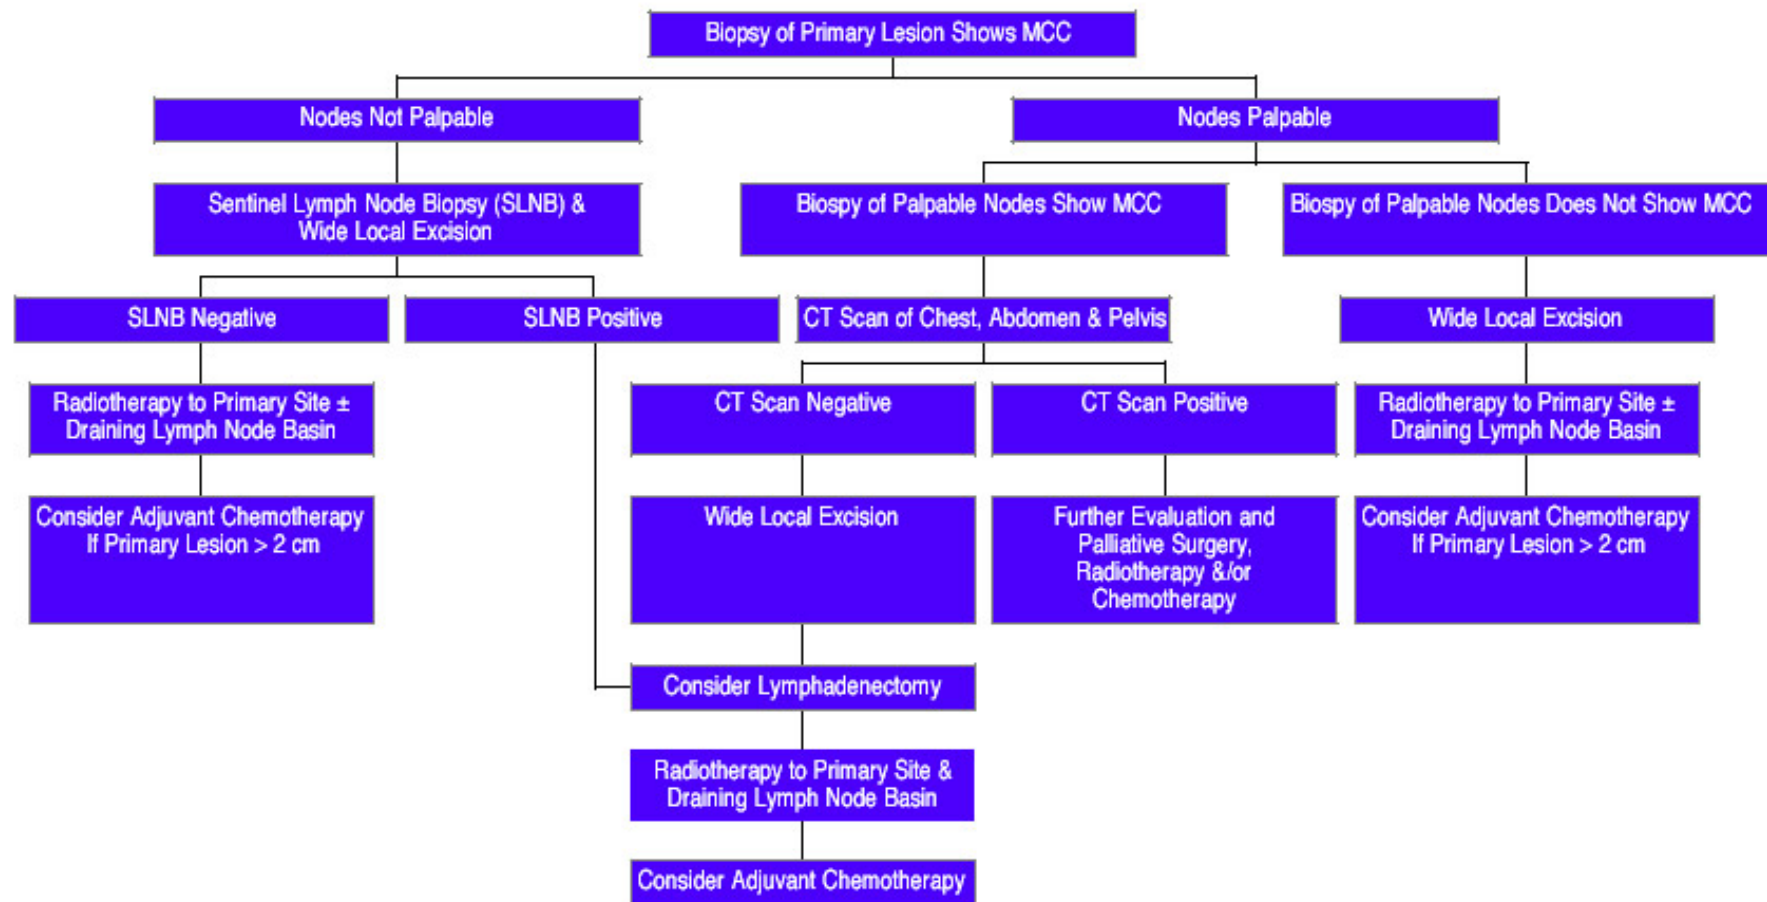 Biopsy of Primary Lesion Shows MCC
Nodes Not Palpable
Nodes Palpable
Sentinel Lymph Node Biopsy (SLNB) &
Wide Local Excision
Biospy of Palpable Nodes Show MCC
Biospy of Palpable Nodes Does Not Show MCC
SLNB Negative
SLNB Positive
CT Scan of Chest, Abdomen & Pelvis
Wide Local Excision
Radiotherapy to Primary Site ±
Draining Lymph Node Basin
CT Scan Negative
CT Scan Positive
Radiotherapy to Primary Site ±
Draining Lymph Node Basin
Consider Adjuvant Chemotherapy
If Primary Lesion > 2 cm
Wide Local Excision
Further Evaluation and
Palliative Surgery,
Radiotherapy &/or
Chemotherapy
Consider Adjuvant Chemotherapy
If Primary Lesion > 2 cm
Consider Lymphadenectomy
Radiotherapy to Primary Site &
Draining Lymph Node Basin
Consider Adjuvant Chemotherapy